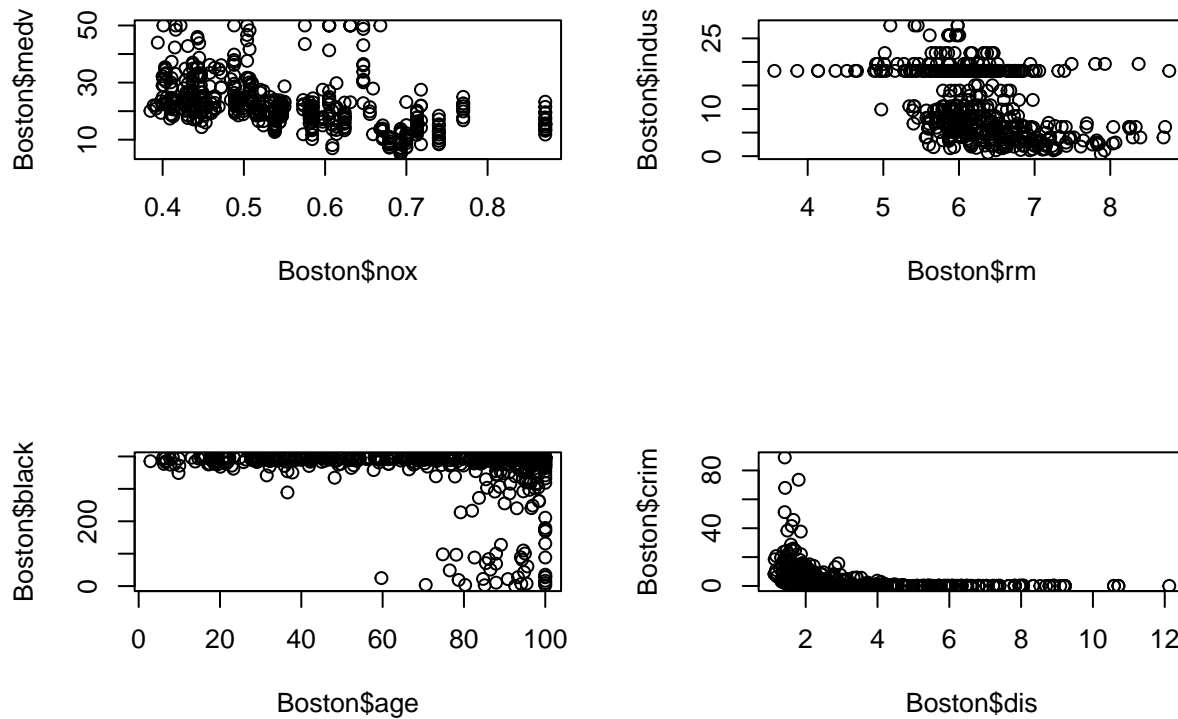 Boston$medv
50
30
10
0.4 0.5 0.6 0.7 0.8
Boston$nox
Boston$indus
25
10
0
4 5 6 7 8
Boston$rm
Boston$black
200
0
0 20 40 60 80 100
Boston$age
Boston$crim
80
40
0
2 4 6 8 10 12
Boston$dis